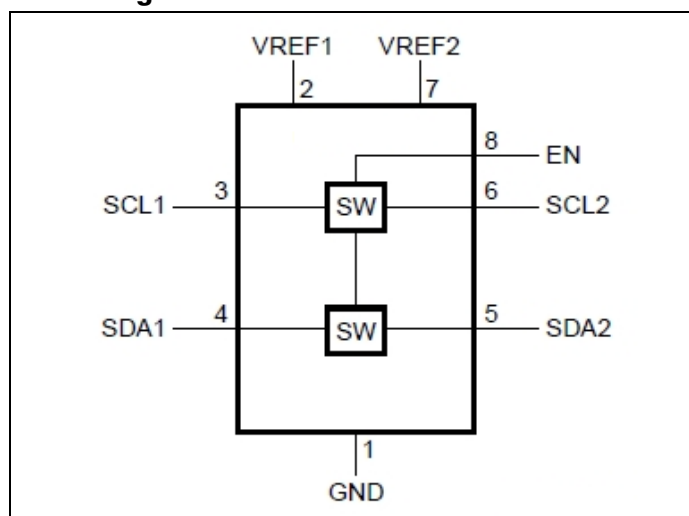 VREF1 VREF2
2 7
8 EN
SCL1 3 SW 6 SCL2
SDA1 4 SW 5 SDA2
1
GND